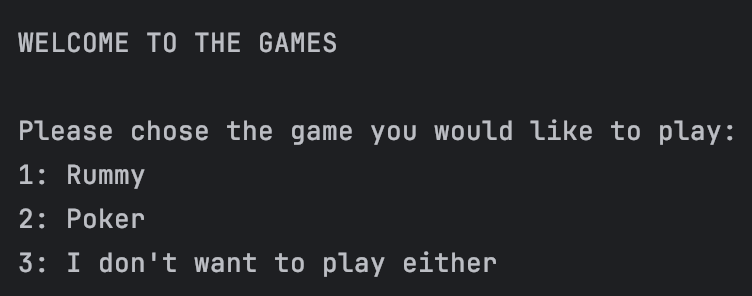 WELCOME TO THE GAMES
Please chose the game you would like to play:
1: Rummy
2: Poker
3: I don't want to play either